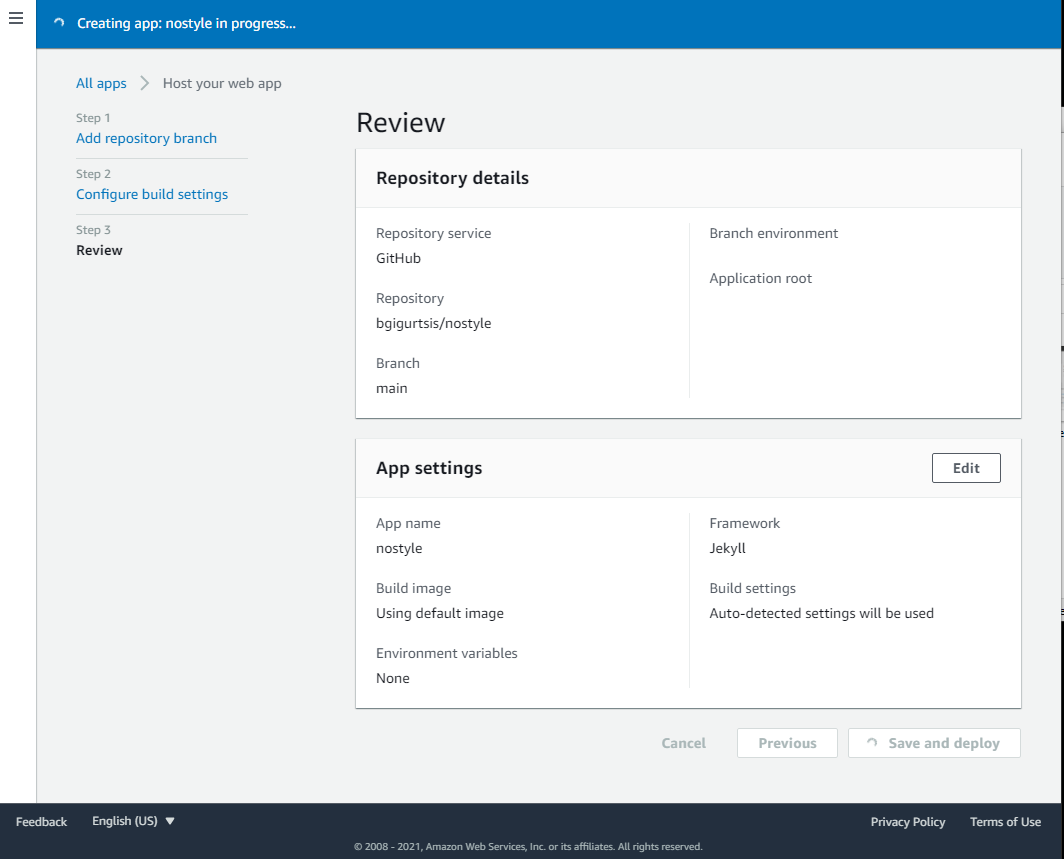 Creating app: nostyle in progress...
All apps
Host your web app
Step 1
Add repository branch
Step 2
Configure build settings
Step 3
Review
Review
Repository details
Repository service
GitHub
Repository
bgigurtsis/nostyle
Branch
main
Branch environment
Application root
App settings
Edit
App name
nostyle
Build image
Using default image
Environment variables
None
Framework
Jekyll
Build settings
Auto-detected settings will be used
Cancel
Previous
Save and deploy
Feedback
English (US)
Privacy Policy
Terms of Use
© 2008 - 2021, Amazon Web Services, Inc. or its affiliates. All rights reserved.